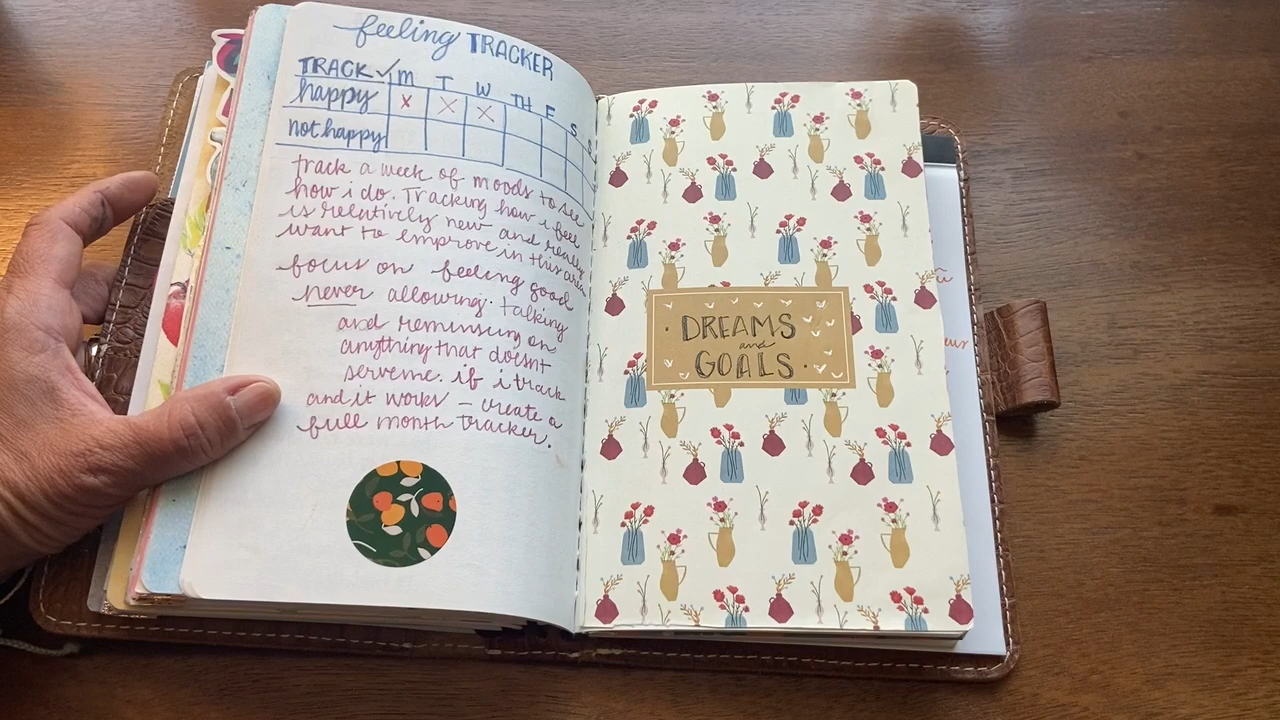 feeling TRACKER
TRACK ✓ M T W TH F S
happy x x x
not happy
track a week of moods to see
how i do. Tracking how i feel
is relatively new and really
want to emprove in this area
focus on feeling good
never allowing. talking
and reminising on
anything that doesnt
serve me. if i track
and it works – create a
full month tracker.
DREAMS
and
GOALS.